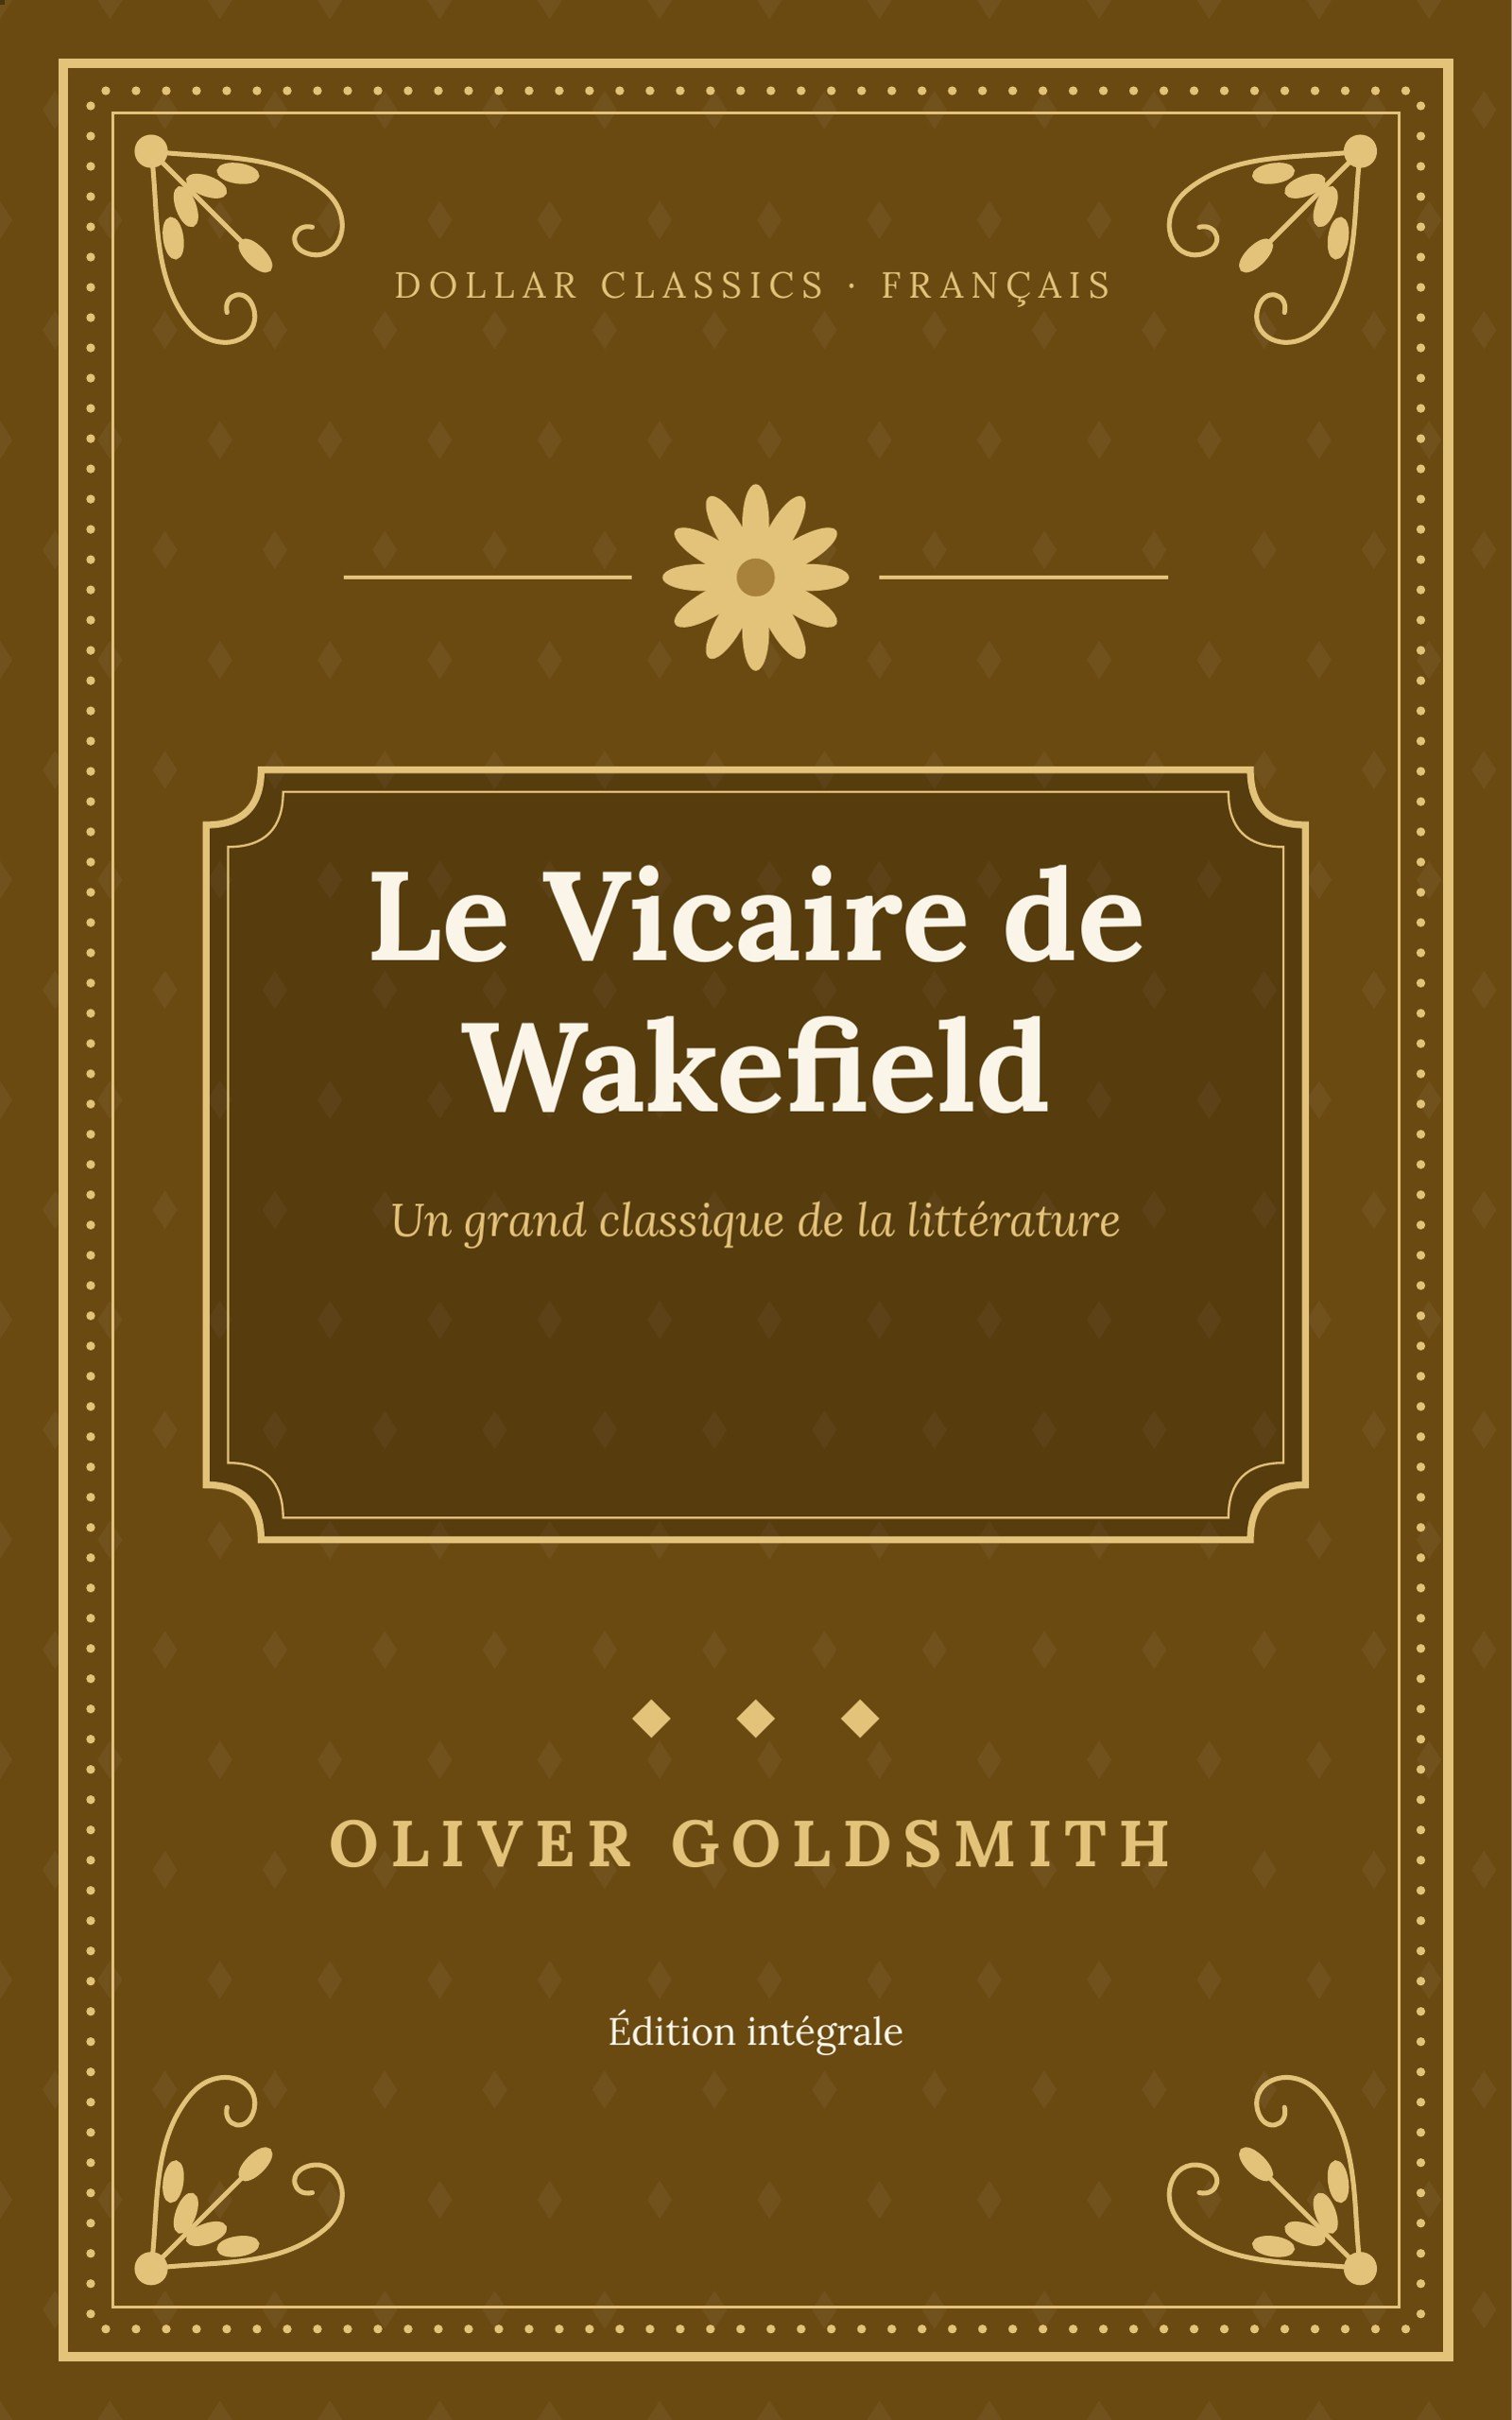 DOLLAR CLASSICS · FRANÇAIS
Le Vicaire de
Wakefield
Un grand classique de la littérature
OLIVER GOLDSMITH
Édition intégrale